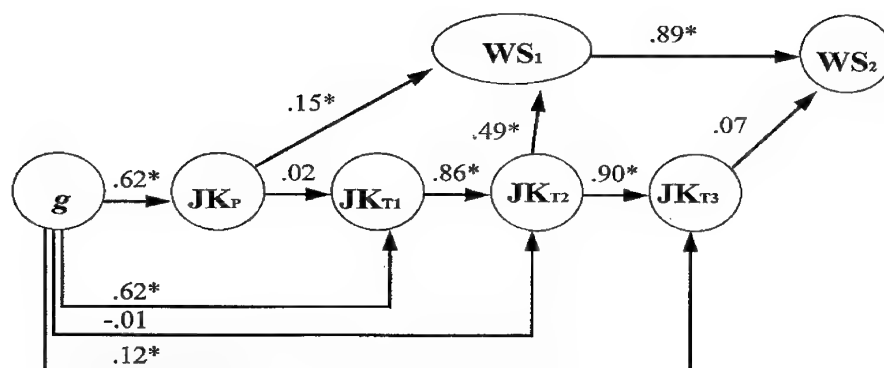 WS₁ .89* WS₂
.15* .49* .07
g .62* JKP .02 JKT1 .86* JKT2 .90* JKT3
.62*
-.01
.12*